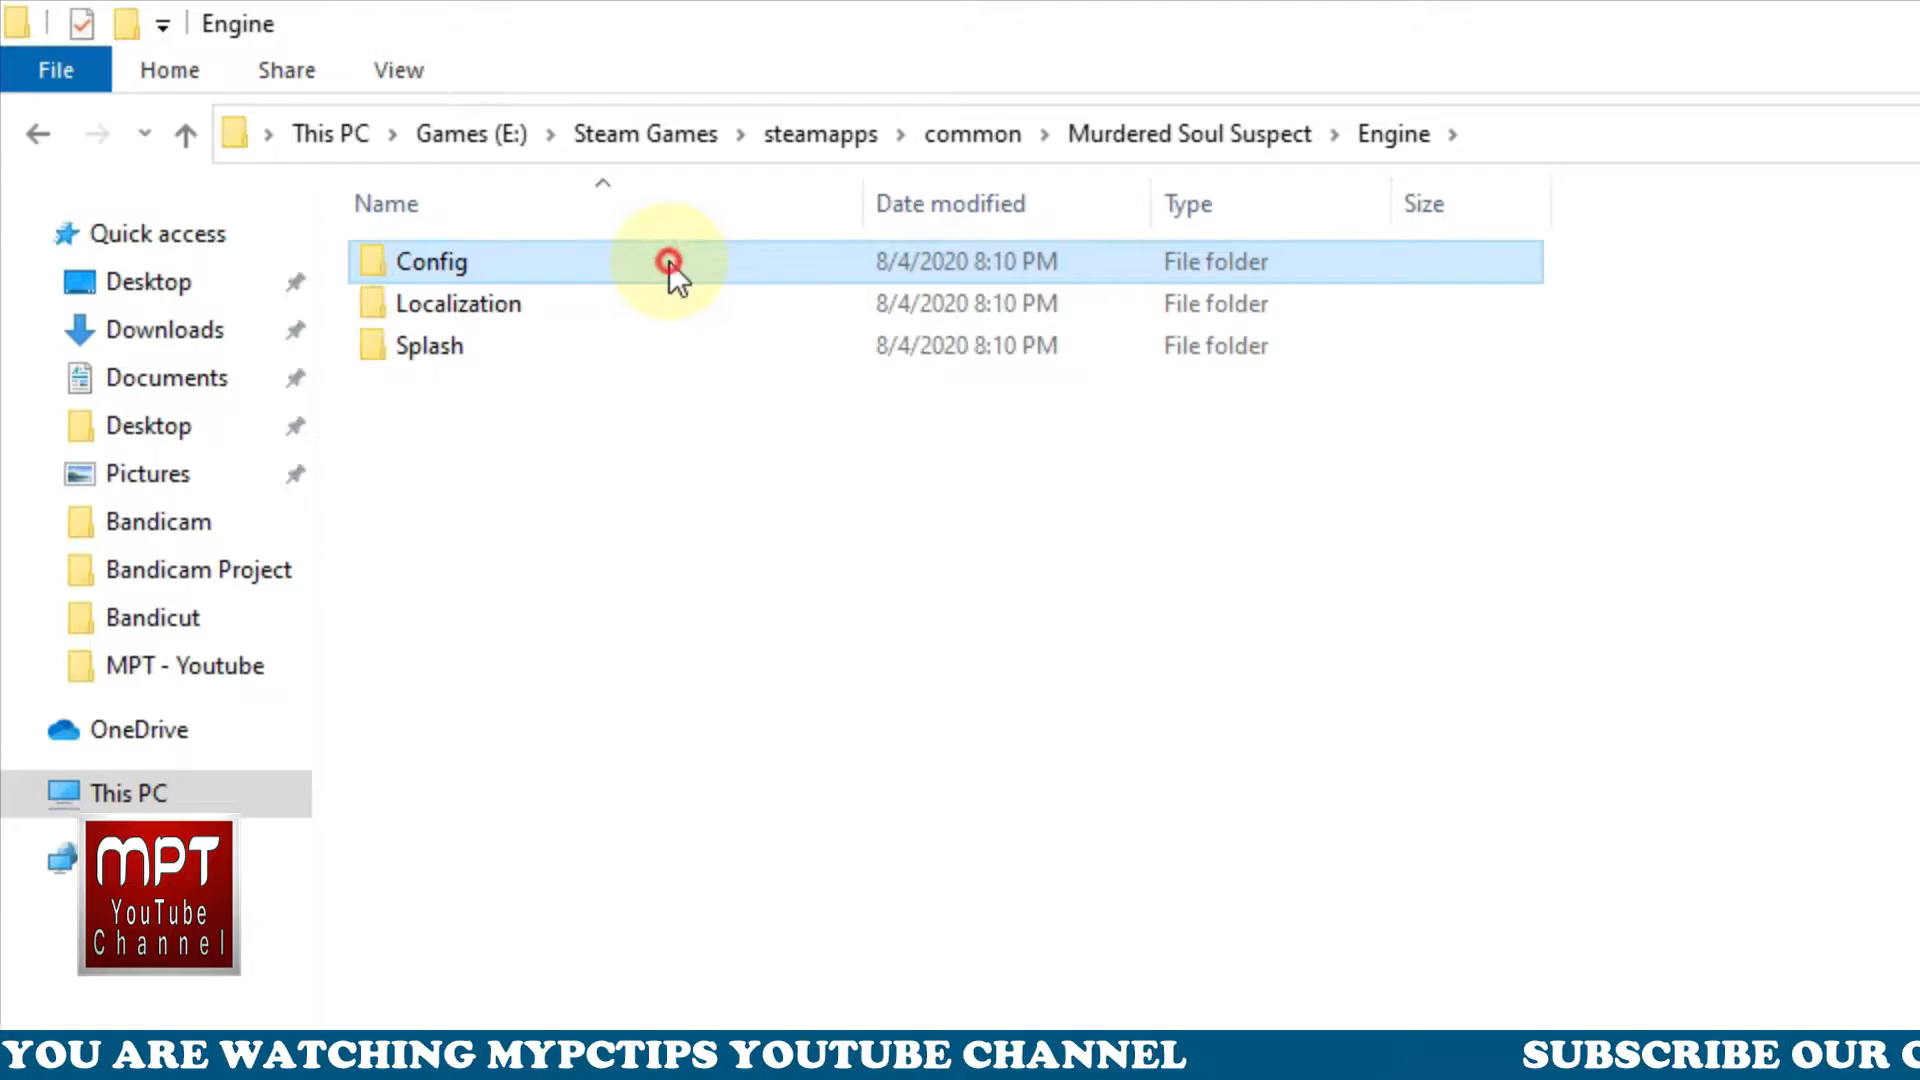 Engine
File Home Share View
This PC Games (E:) Steam Games steamapps common Murdered Soul Suspect Engine
Name Date modified Type Size
Quick access
Config 8/4/2020 8:10 PM File folder
Desktop
Localization 8/4/2020 8:10 PM File folder
Downloads
Splash 8/4/2020 8:10 PM File folder
Documents
Desktop
Pictures
Bandicam
Bandicam Project
Bandicut
MPT - Youtube
OneDrive
This PC
MPT
YouTube
Channel
YOU ARE WATCHING MYPCTIPS YOUTUBE CHANNEL SUBSCRIBE OUR